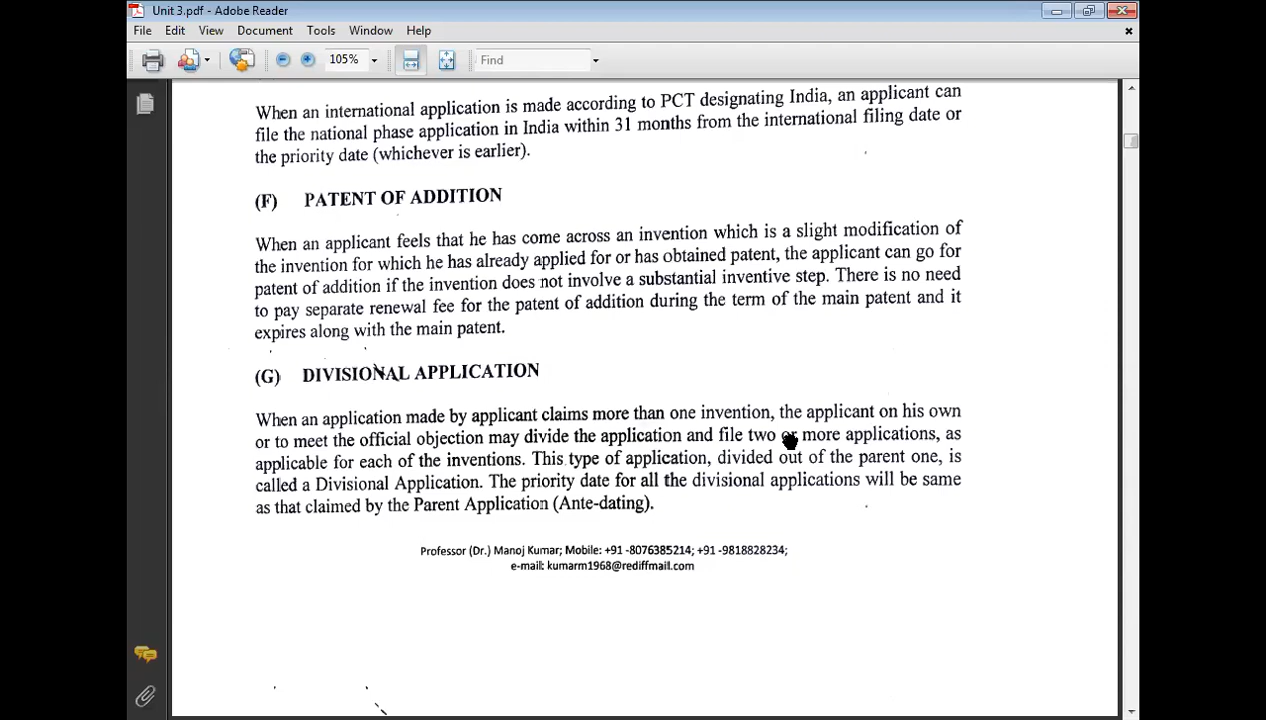 Unit 3.pdf - Adobe Reader
File Edit View Document Tools Window Help
105% Find
When an international application is made according to PCT designating India, an applicant can
file the national phase application in India within 31 months from the international filing date or
the priority date (whichever is earlier).
(F) PATENT OF ADDITION
When an applicant feels that he has come across an invention which is a slight modification of
the invention for which he has already applied for or has obtained patent, the applicant can go for
patent of addition if the invention does not involve a substantial inventive step. There is no need
to pay separate renewal fee for the patent of addition during the term of the main patent and it
expires along with the main patent.
(G) DIVISIONAL APPLICATION
When an application made by applicant claims more than one invention, the applicant on his own
or to meet the official objection may divide the application and file two or more applications, as
applicable for each of the inventions. This type of application, divided out of the parent one, is
called a Divisional Application. The priority date for all the divisional applications will be same
as that claimed by the Parent Application (Ante-dating).
Professor (Dr.) Manoj Kumar; Mobile: +91 -8076385214; +91 -9818828234;
e-mail: kumarm1968@rediffmail.com